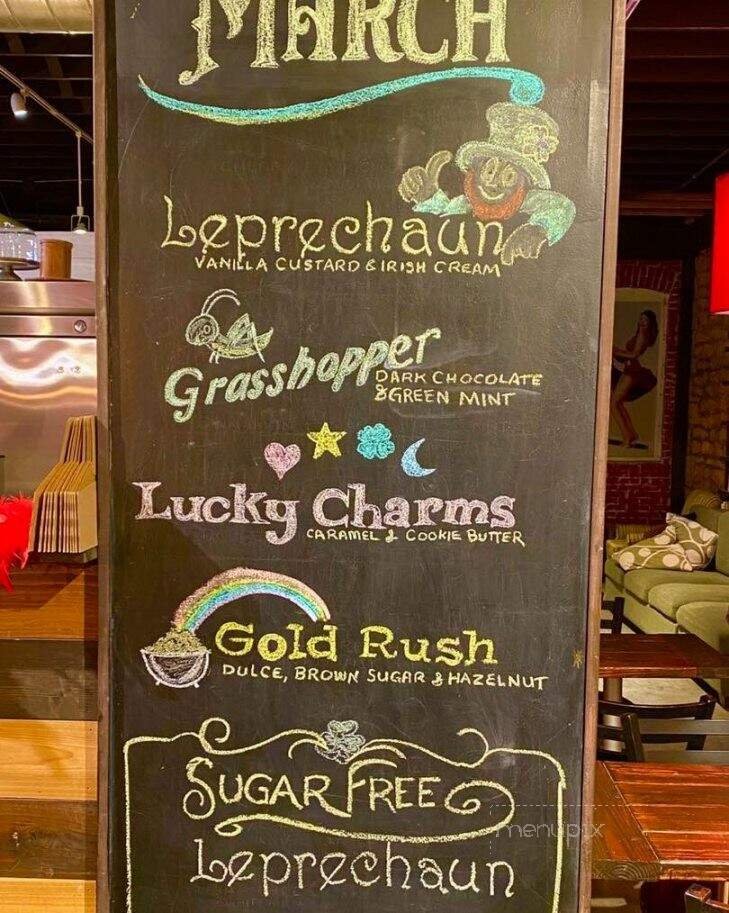 MARCH
Leprechaun
VANILLA CUSTARD & IRISH CREAM
Grasshopper
DARK CHOCOLATE
& GREEN MINT
Lucky Charms
CARAMEL & COOKIE BUTTER
Gold Rush
DULCE, BROWN SUGAR & HAZELNUT
SUGAR FREE
menupix
Leprechaun